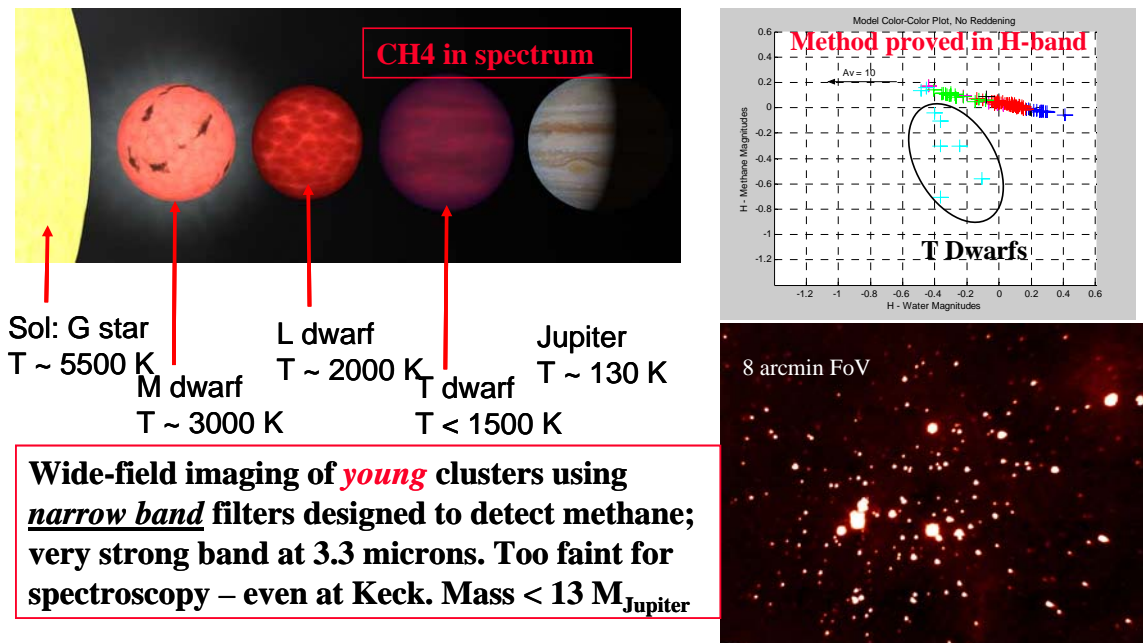 CH4 in spectrum
Sol: G star
T ~ 5500 K
M dwarf
T ~ 3000 K
L dwarf
T ~ 2000 K
T dwarf
T < 1500 K
Jupiter
T ~ 130 K
Wide-field imaging of young clusters using
narrow band filters designed to detect methane;
very strong band at 3.3 microns. Too faint for
spectroscopy – even at Keck. Mass < 13 MJupiter
Model Color-Color Plot, No Reddening
Method proved in H-band
Av = 10
0.6
0.4
0.2
0
-0.2
-0.4
-0.6
-0.8
-1
-1.2
H - Methane Magnitudes
T Dwarfs
-1.2 -1 -0.8 -0.6 -0.4 -0.2 0 0.2 0.4 0.6
H - Water Magnitudes
8 arcmin FoV